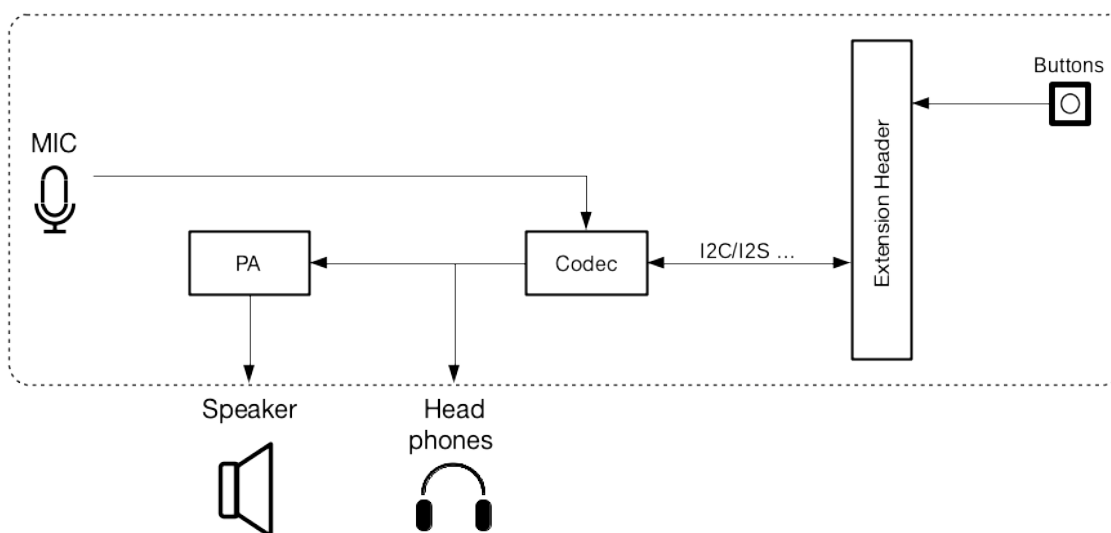 Buttons
MIC
Extension Header
PA
Codec
I2C/I2S ...
Speaker
Head
phones